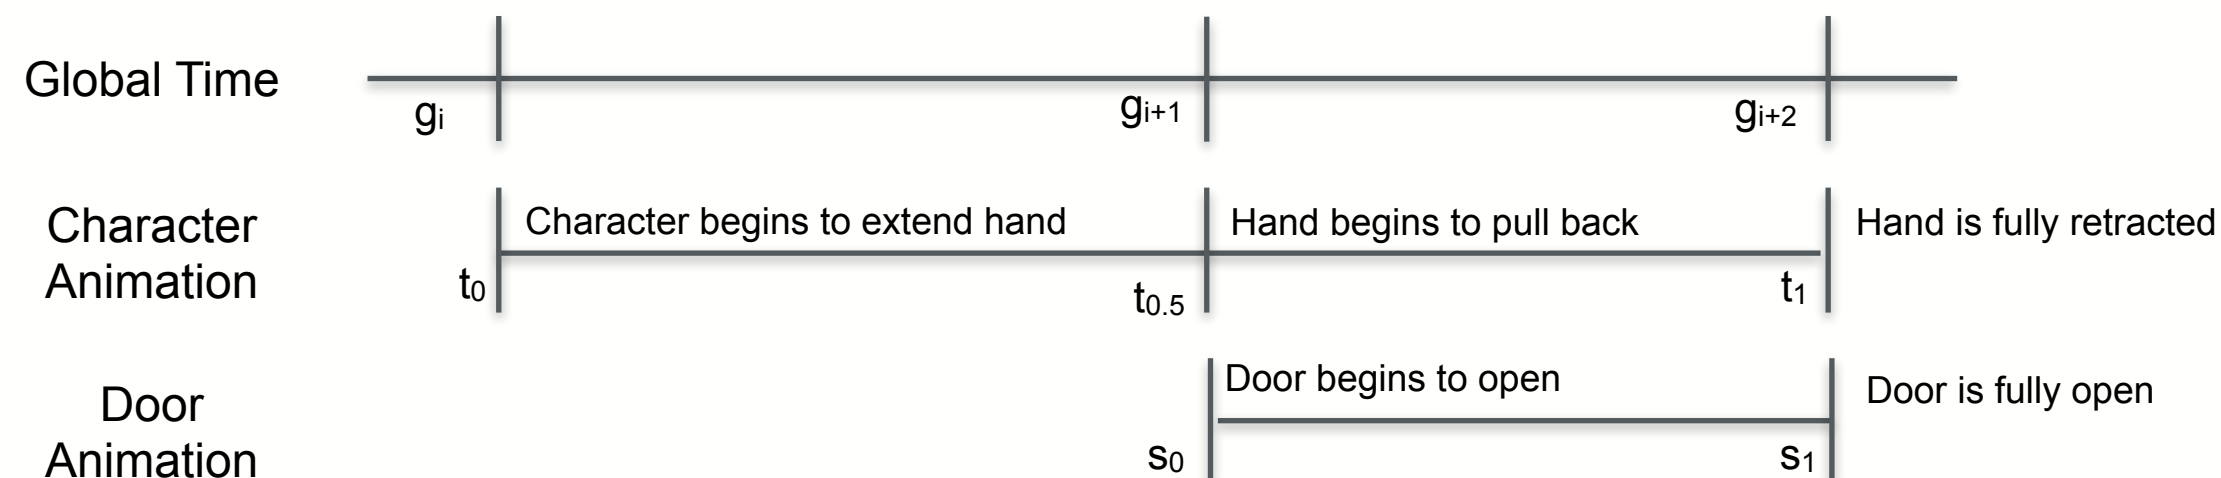 Global Time
gi
gi+1
gi+2
Character
Animation
Character begins to extend hand
Hand begins to pull back
Hand is fully retracted
t0
t0.5
t1
Door
Animation
Door begins to open
Door is fully open
s0
s1